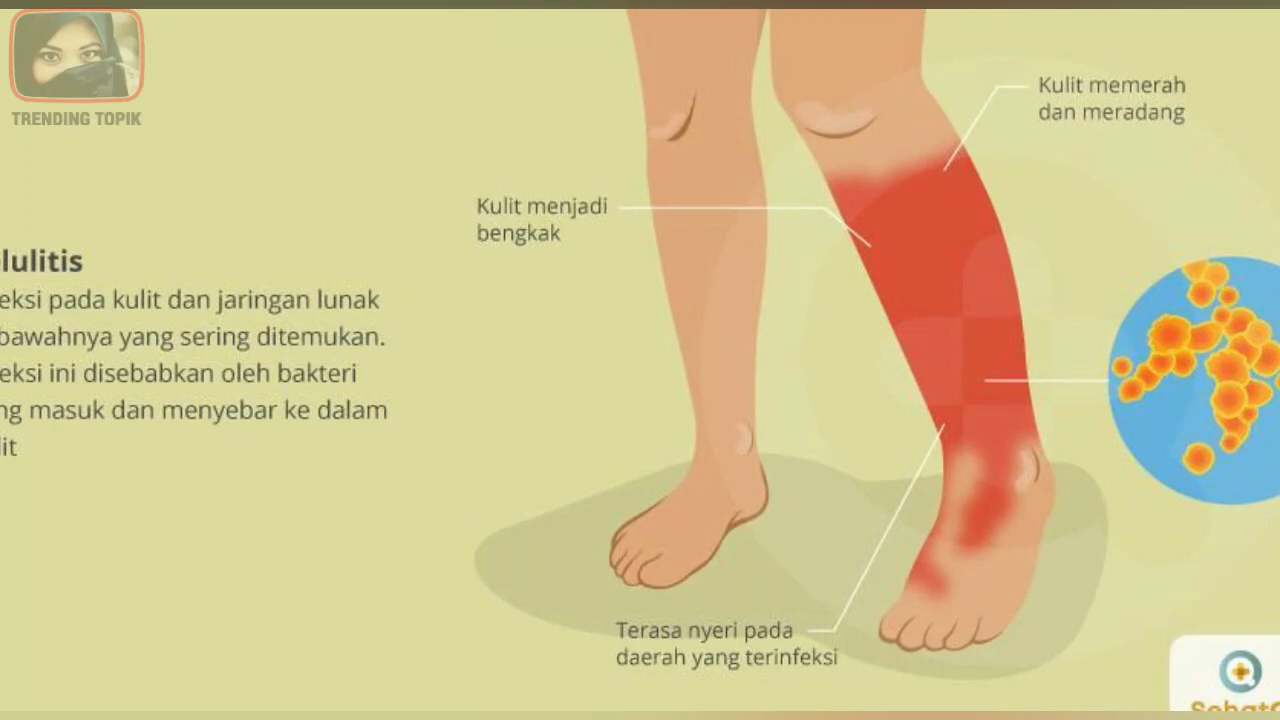 TRENDING TOPIK
Kulit memerah
dan meradang
Kulit menjadi
bengkak
lulitis
eksi pada kulit dan jaringan lunak
bawahnya yang sering ditemukan.
eksi ini disebabkan oleh bakteri
ng masuk dan menyebar ke dalam
lit
Terasa nyeri pada
daerah yang terinfeksi